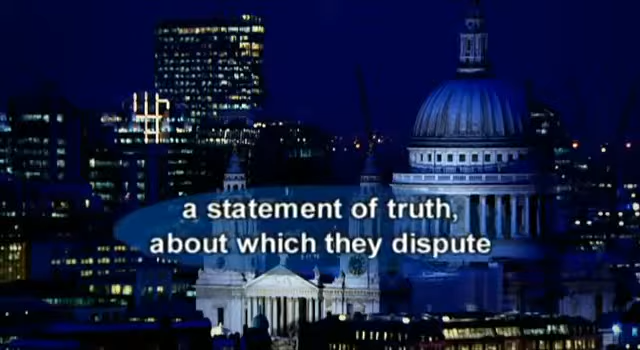 a statement of truth,
about which they dispute